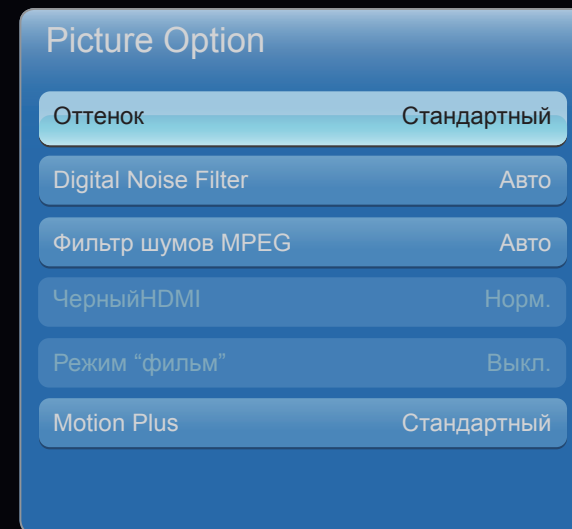 Picture Option
Оттенок Стандартный
Digital Noise Filter Авто
Фильтр шумов MPEG Авто
ЧерныйHDMI Норм.
Режим “фильм” Выкл.
Motion Plus Стандартный